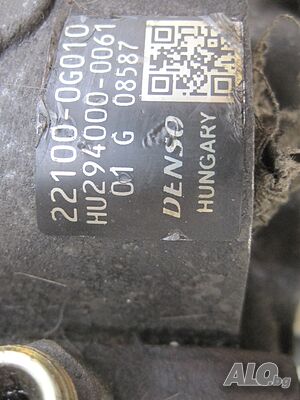 22100-0G010
HU294000-0061
01 G 08587
DENSO
HUNGARY
ALO.bg